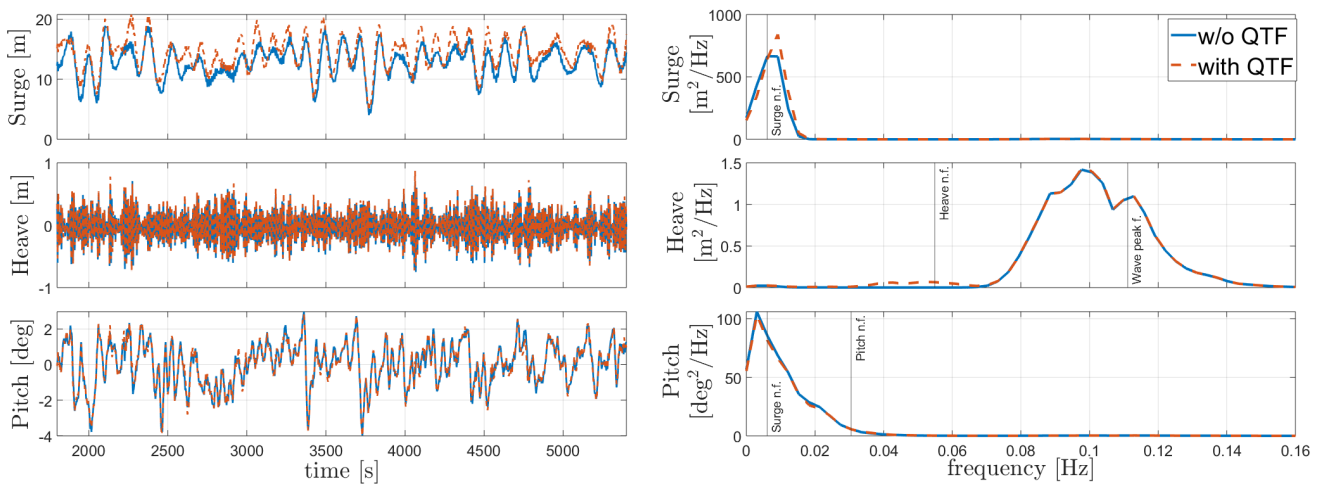 20
10
0
Surge [m]
1
0
-1
Heave [m]
2
0
-2
-4
Pitch [deg]
2000 2500 3000 3500 4000 4500 5000
time [s]
1000
500
0
Surge
[m²/Hz]
Surge n.f.
w/o QTF
with QTF
1.5
1
0.5
0
Heave
[m²/Hz]
Heave n.f.
Wave peak f.
100
50
0
Pitch
[deg²/Hz]
Surge n.f.
Pitch n.f.
0 0.02 0.04 0.06 0.08 0.1 0.12 0.14 0.16
frequency [Hz]